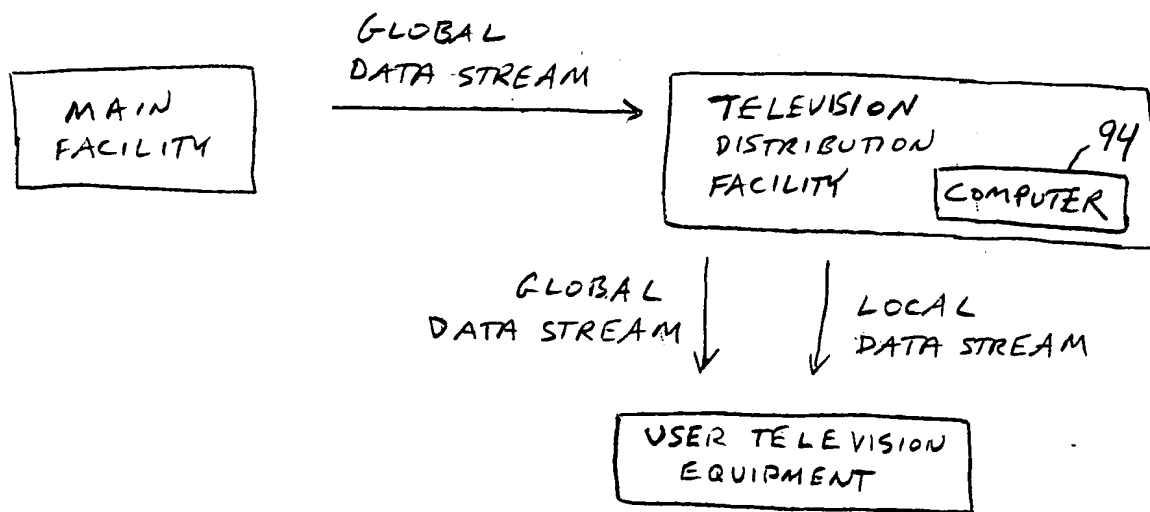 GLOBAL
DATA STREAM
MAIN
FACILITY
TELEVISION
DISTRIBUTION
FACILITY
94
COMPUTER
GLOBAL
DATA STREAM
LOCAL
DATA STREAM
USER TELEVISION
EQUIPMENT